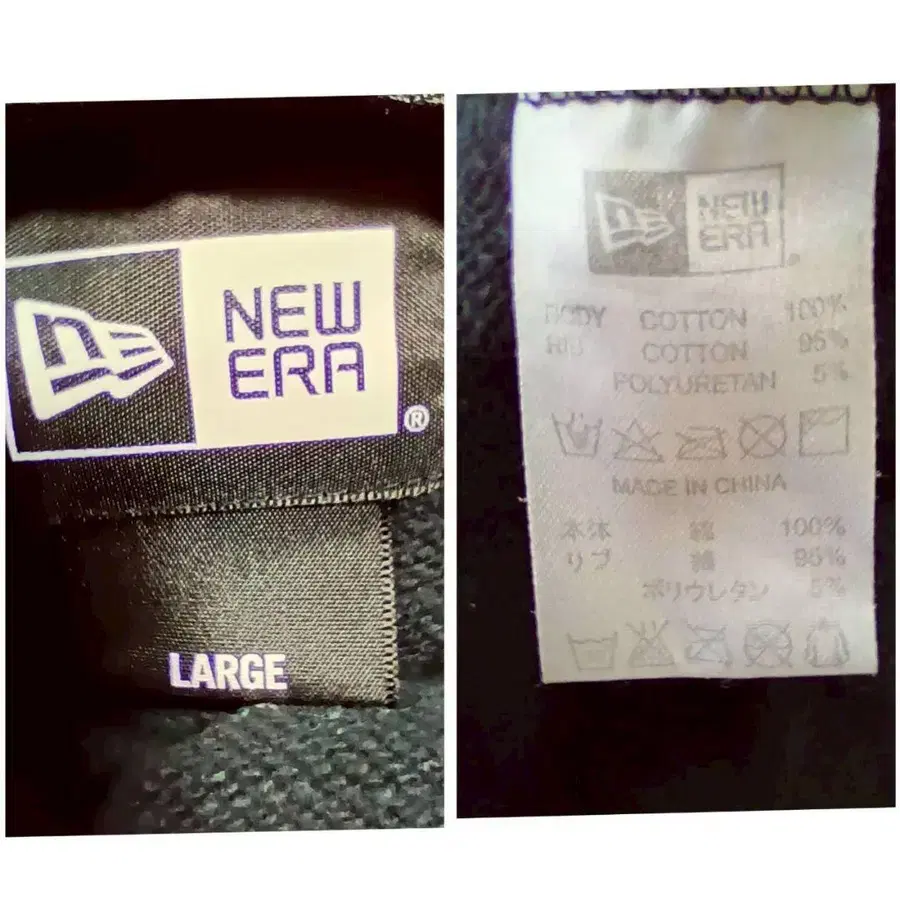 NEW
ERA
®
LARGE
NEW
ERA
BODY COTTON 100%
RIB COTTON 95%
POLYURETAN 5%
MADE IN CHINA
本体 綿 100%
リブ 綿 95%
ポリウレタン 5%